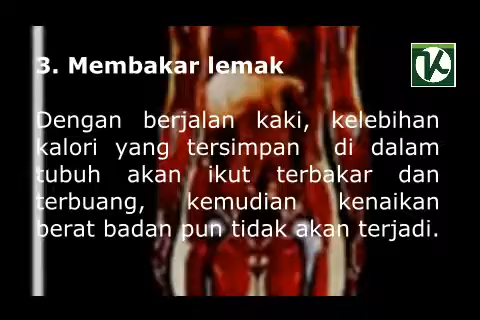 3. Membakar lemak
Dengan berjalan kaki, kelebihan
kalori yang tersimpan di dalam
tubuh akan ikut terbakar dan
terbuang, kemudian kenaikan
berat badan pun tidak akan terjadi.